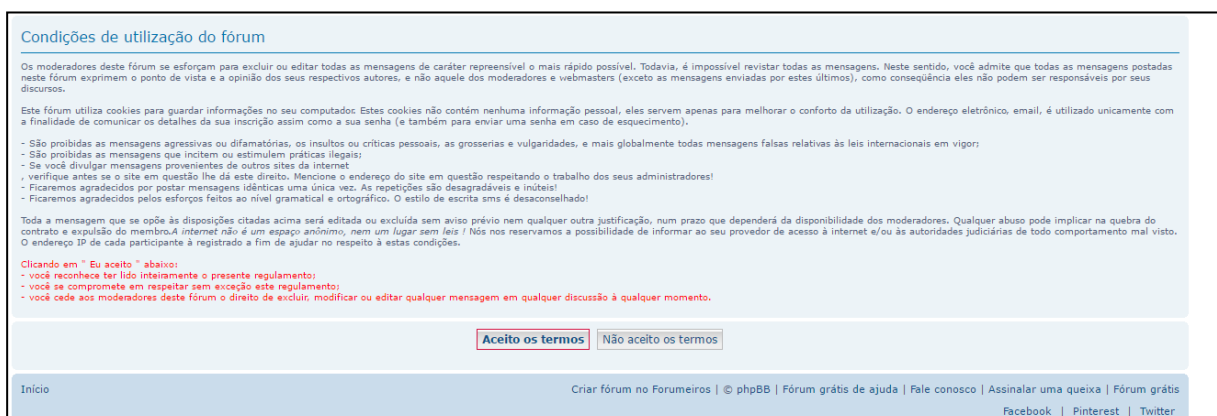 Condições de utilização do fórum
Os moderadores deste fórum se esforçam para excluir ou editar todas as mensagens de caráter repreensível o mais rápido possível. Todavia, é impossível revistar todas as mensagens. Neste sentido, você admite que todas as mensagens postadas
neste fórum exprimem o ponto de vista e a opinião dos seus respectivos autores, e não aquele dos moderadores e webmasters (exceto as mensagens enviadas por estes últimos), como conseqüência eles não podem ser responsáveis por seus
discursos.
Este fórum utiliza cookies para guardar informações no seu computador. Estes cookies não contém nenhuma informação pessoal, eles servem apenas para melhorar o conforto da utilização. O endereço eletrônico, email, é utilizado unicamente com
a finalidade de comunicar os detalhes da sua inscrição assim como a sua senha (e também para enviar uma senha em caso de esquecimento).
- São proibidas as mensagens agressivas ou difamatórias, os insultos ou críticas pessoais, as grosserias e vulgaridades, e mais globalmente todas mensagens falsas relativas às leis internacionais em vigor;
- São proibidas as mensagens que incitem ou estimulem práticas ilegais;
- Se você divulgar mensagens provenientes de outros sites da internet
, verifique antes se o site em questão lhe dá este direito. Mencione o endereço do site em questão respeitando o trabalho dos seus administradores!
- Ficaremos agradecidos por postar mensagens idênticas uma única vez. As repetições são desagradáveis e inúteis!
- Ficaremos agradecidos pelos esforços feitos ao nível gramatical e ortográfico. O estilo de escrita sms é desaconselhado!
Toda a mensagem que se opõe às disposições citadas acima será editada ou excluída sem aviso prévio nem qualquer outra justificação, num prazo que dependerá da disponibilidade dos moderadores. Qualquer abuso pode implicar na quebra do
contrato e expulsão do membro.A internet não é um espaço anônimo, nem um lugar sem leis ! Nós nos reservamos a possibilidade de informar ao seu provedor de acesso à internet e/ou às autoridades judiciárias de todo comportamento mal visto.
O endereço IP de cada participante à registrado a fim de ajudar no respeito à estas condições.
Clicando em " Eu aceito " abaixo:
- você reconhece ter lido inteiramente o presente regulamento;
- você se compromete em respeitar sem exceção este regulamento;
- você cede aos moderadores deste fórum o direito de excluir, modificar ou editar qualquer mensagem em qualquer discussão à qualquer momento.
Aceito os termos Não aceito os termos
Início Criar fórum no Forumeiros | © phpBB | Fórum grátis de ajuda | Fale conosco | Assinalar uma queixa | Fórum grátis
Facebook | Pinterest | Twitter